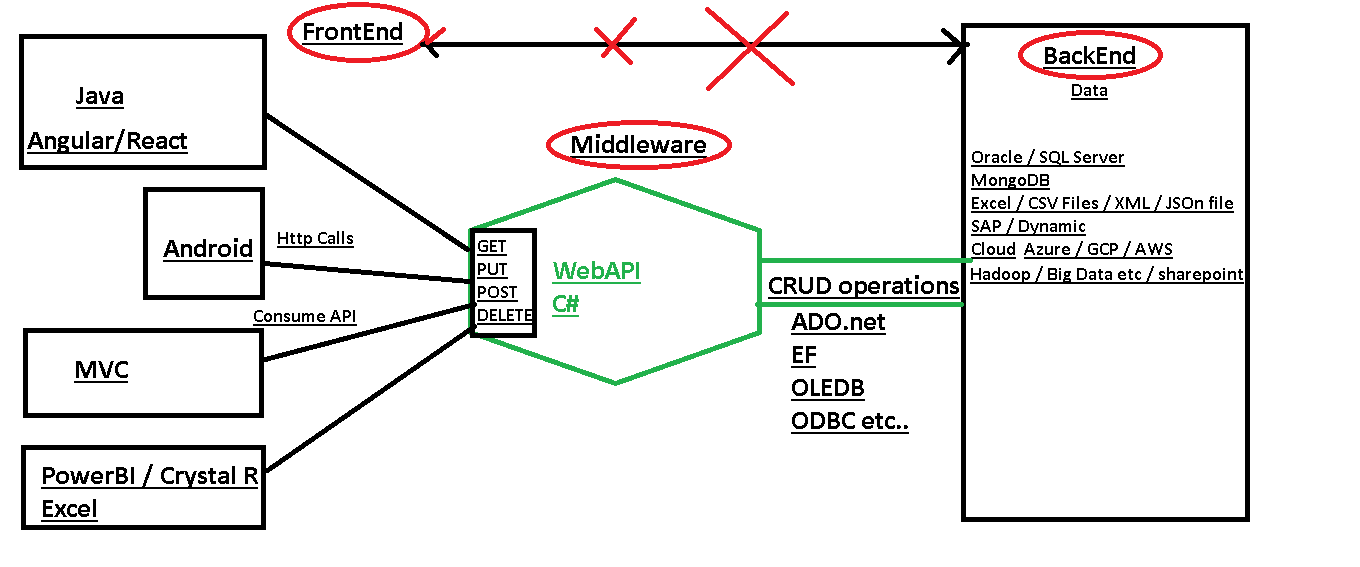 FrontEnd
BackEnd
Data
Java
Angular/React
Middleware
Oracle / SQL Server
MongoDB
Excel / CSV Files / XML / JSOn file
SAP / Dynamic
Cloud Azure / GCP / AWS
Hadoop / Big Data etc / sharepoint
Android
Http Calls
Consume API
MVC
PowerBI / Crystal R
Excel
GET
PUT
POST
DELETE
WebAPI
C#
CRUD operations
ADO.net
EF
OLEDB
ODBC etc..